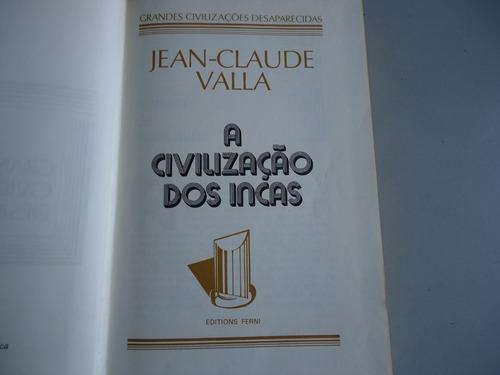 GRANDES CIVILIZAÇÕES DESAPARECIDAS
JEAN-CLAUDE
VALLA
A
CIVILIZAÇÃO
DOS INCAS
EDITIONS FERNI